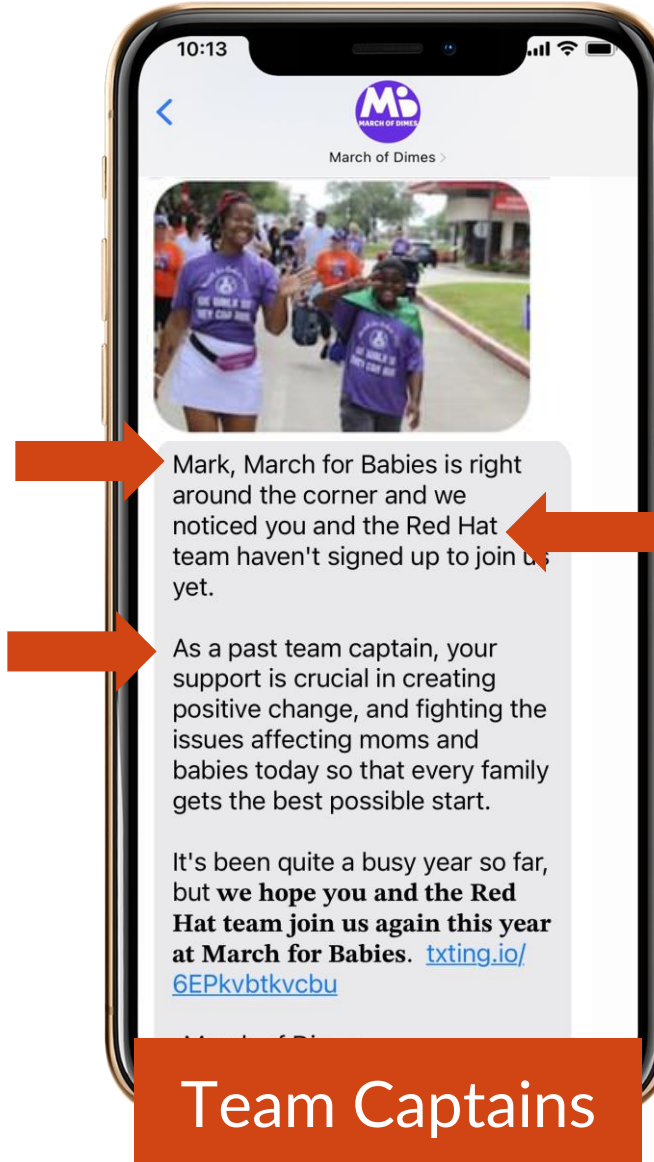 10:13
MARCH OF DIMES
March of Dimes >
Mark, March for Babies is right
around the corner and we
noticed you and the Red Hat
team haven't signed up to join us
yet.
As a past team captain, your
support is crucial in creating
positive change, and fighting the
issues affecting moms and
babies today so that every family
gets the best possible start.
It's been quite a busy year so far,
but we hope you and the Red
Hat team join us again this year
at March for Babies. txting.io/
6EPkvbtkvcbu
Team Captains